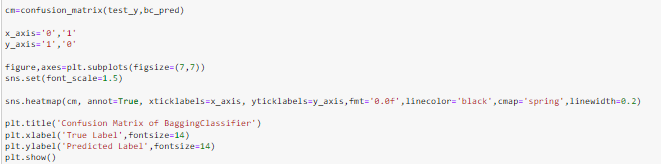 cm=confusion_matrix(test_y,bc_pred)
x_axis='0','1'
y_axis='1','0'
figure,axes=plt.subplots(figsize=(7,7))
sns.set(font_scale=1.5)
sns.heatmap(cm, annot=True, xticklabels=x_axis, yticklabels=y_axis,fmt='0.0f',linecolor='black',cmap='spring',linewidth=0.2)
plt.title('Confusion Matrix of BaggingClassifier')
plt.xlabel('True Label',fontsize=14)
plt.ylabel('Predicted Label',fontsize=14)
plt.show()